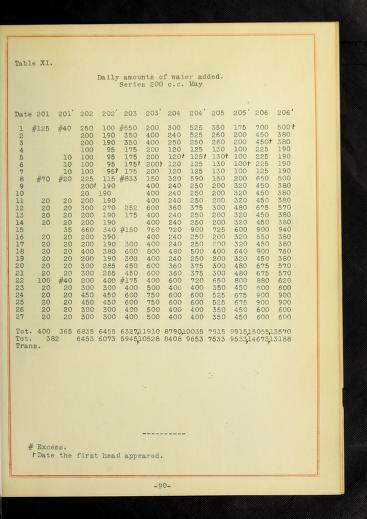 Table XI.
Daily amounts of water added.
Series 200 c.c. May
Date 201 201' 202 202' 203 203' 204 204' 205 205' 206 206'
1 #125 #40 250 100 #550 200 300 525 350 175 700 500†
2 200 190 350 400 240 525 260 200 450 380
3 200 190 350 400 250 250 260 200 450† 380
4 100 95 175 200 120 125 130 100 225 190
5 10 100 95 175 200 120† 125† 130† 100 225 190
6 10 100 95 175† 200† 120 125 130 100† 225 190
7 10 100 95† 175 200 120 125 130 100 125 190
8 #70 #20 225 115 #833 150 320 590 150 200 650 500
9 200† 190 400 240 250 200 320 450 380
10 20 190 400 240 250 200 320 450 380
11 20 20 200 190 400 240 250 200 320 450 380
12 20 20 300 270 252 600 360 375 300 480 675 570
13 20 20 200 190 175 400 240 250 200 320 450 380
14 20 20 200 190 400 240 250 200 320 450 380
15 35 660 340 #150 760 720 900 725 600 900 940
16 20 20 200 390 400 240 250 200 320 550 380
17 20 20 200 190 300 400 240 250 200 320 450 380
18 20 20 400 380 600 800 480 500 400 640 900 760
19 20 20 200 190 300 400 240 250 200 320 450 380
20 20 20 300 285 450 600 360 375 300 480 675 570
21 20 20 300 285 450 600 360 375 300 480 675 570
22 100 #40 200 400 #175 400 600 720 650 800 880 620
23 20 20 300 300 400 500 400 400 350 450 600 600
24 20 20 450 450 600 750 600 600 525 675 900 900
25 20 20 450 450 600 750 600 600 525 675 900 900
26 20 20 300 300 400 500 400 400 350 450 600 600
27 20 20 300 300 400 500 400 400 350 450 600 600
Tot. 400 365 6835 6455 6327 11910 8790 10035 7915 9915 15055 13570
Tot. 382 6453 6073 5945 10528 8408 9653 7533 9533 14673 13188
Trans.
# Excess.
†Date the first head appeared.
-90-